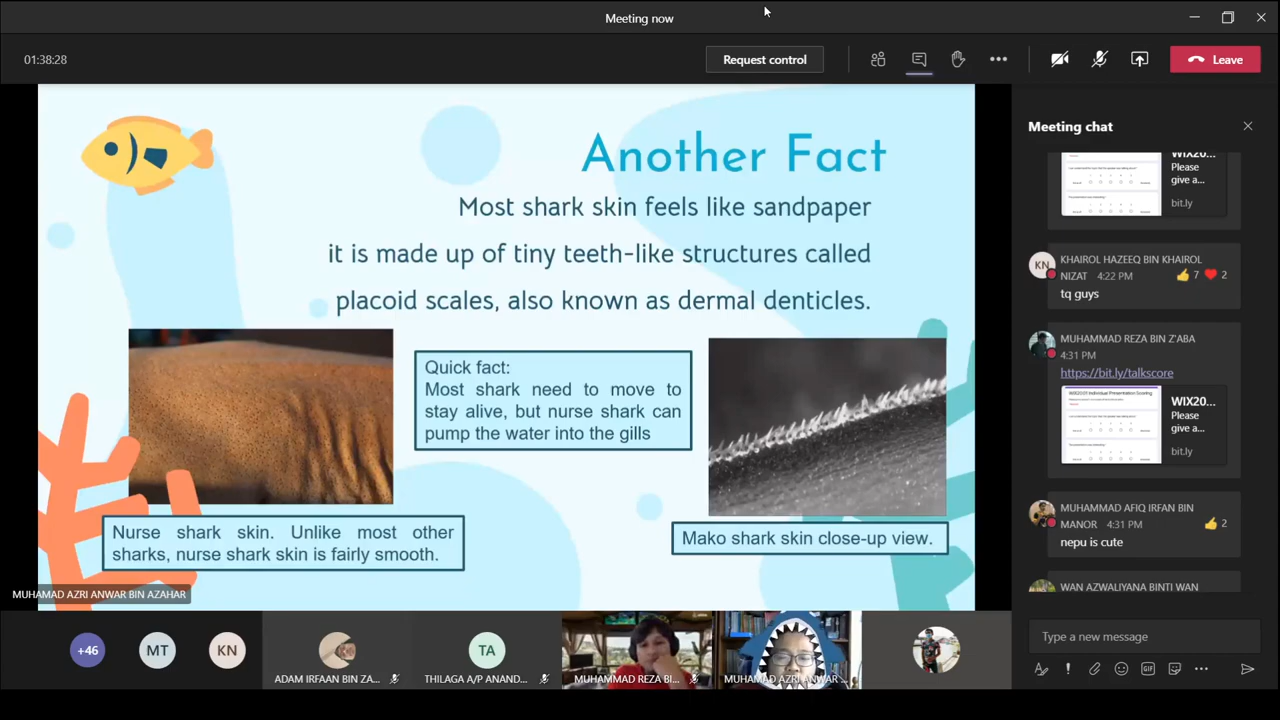 Meeting now
01:38:28
Request control
Leave
Another Fact
Most shark skin feels like sandpaper
it is made up of tiny teeth-like structures called
placoid scales, also known as dermal denticles.
Quick fact:
Most shark need to move to
stay alive, but nurse shark can
pump the water into the gills
Nurse shark skin. Unlike most other
sharks, nurse shark skin is fairly smooth.
Mako shark skin close-up view.
MUHAMAD AZRI ANWAR BIN AZAHAR
+46
MT
KN
ADAM IRFAAN BIN ZA...
TA
THILAGA A/P ANAND...
MUHAMMAD REZA BI...
MUHAMAD AZRI ANWAR ...
Meeting chat
WIX20...
Please
give a...
bit.ly
KN
KHAIROL HAZEEQ BIN KHAIROL
NIZAT 4:22 PM 7 2
tq guys
MUHAMMAD REZA BIN Z'ABA
4:31 PM
https://bit.ly/talkscore
WIX2001 Individual Presentation Scoring
WIX20...
Please
give a...
bit.ly
MUHAMMAD AFIQ IRFAN BIN
MANOR 4:31 PM 2
nepu is cute
WAN AZWALIYANA BINTI WAN
Type a new message
GIF